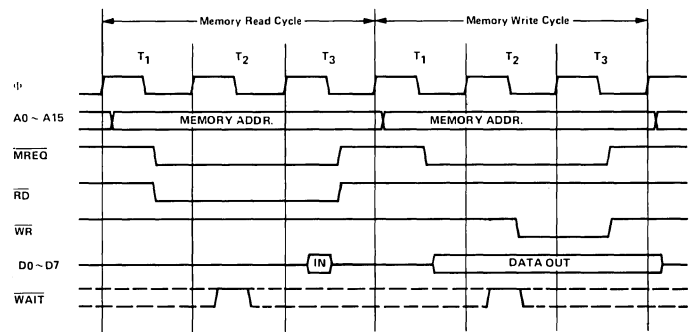 Memory Read Cycle Memory Write Cycle
T1 T2 T3 T1 T2 T3
Φ
A0 ~ A15 MEMORY ADDR. MEMORY ADDR.
MREQ
RD
WR
D0~D7 IN DATA OUT
WAIT